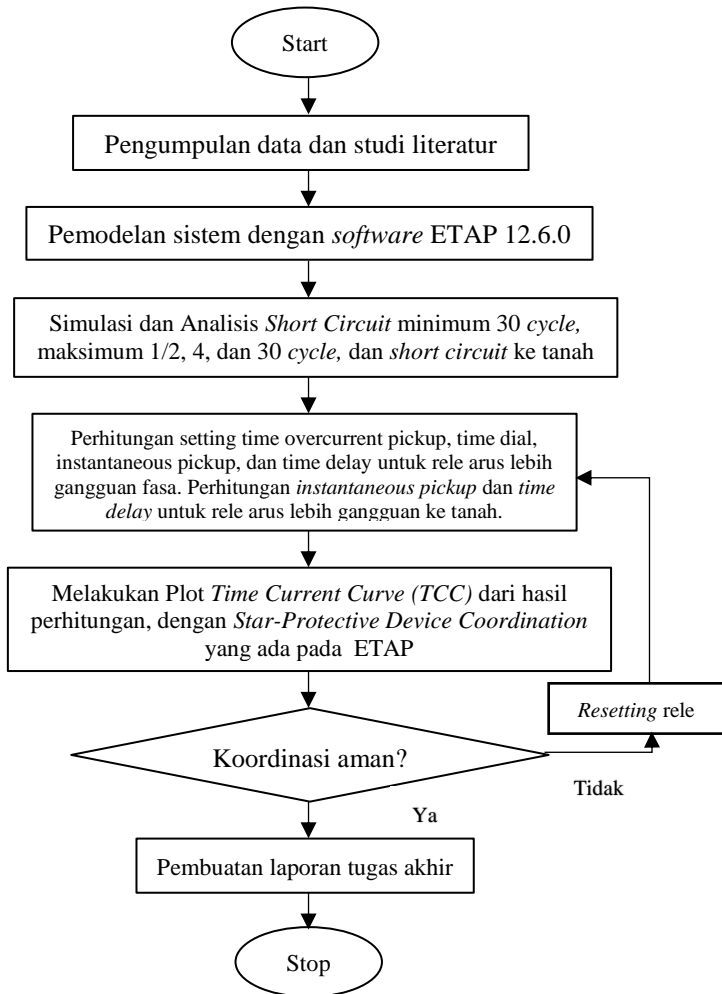 Start
Pengumpulan data dan studi literatur
Pemodelan sistem dengan software ETAP 12.6.0
Simulasi dan Analisis Short Circuit minimum 30 cycle,
maksimum 1/2, 4, dan 30 cycle, dan short circuit ke tanah
Perhitungan setting time overcurrent pickup, time dial,
instantaneous pickup, dan time delay untuk rele arus lebih
gangguan fasa. Perhitungan instantaneous pickup dan time
delay untuk rele arus lebih gangguan ke tanah.
Melakukan Plot Time Current Curve (TCC) dari hasil
perhitungan, dengan Star-Protective Device Coordination
yang ada pada ETAP
Resetting rele
Koordinasi aman?
Tidak
Ya
Pembuatan laporan tugas akhir
Stop